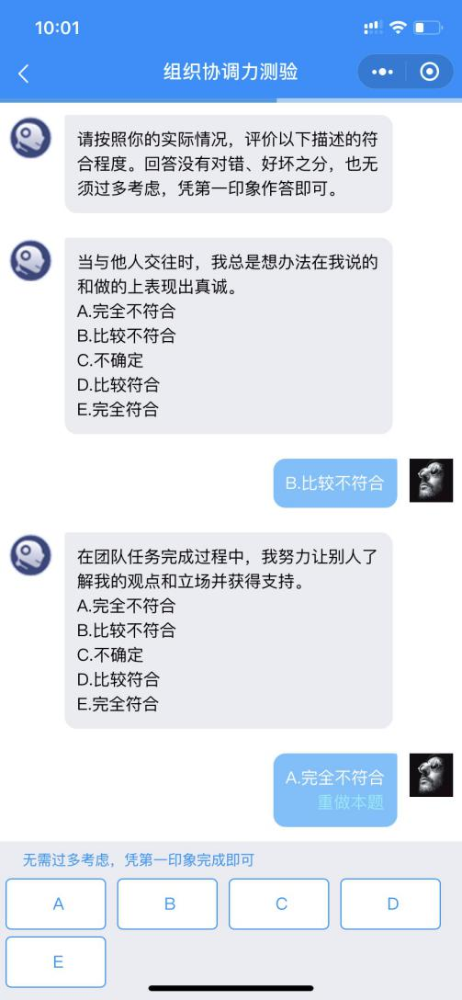 10:01
组织协调力测验
请按照你的实际情况，评价以下描述的符
合程度。回答没有对错、好坏之分，也无
须过多考虑，凭第一印象作答即可。
当与他人交往时，我总是想办法在我说的
和做的上表现出真诚。
A.完全不符合
B.比较不符合
C.不确定
D.比较符合
E.完全符合
B.比较不符合
在团队任务完成过程中，我努力让别人了
解我的观点和立场并获得支持。
A.完全不符合
B.比较不符合
C.不确定
D.比较符合
E.完全符合
A.完全不符合
重做本题
无需过多考虑，凭第一印象完成即可
A
B
C
D
E